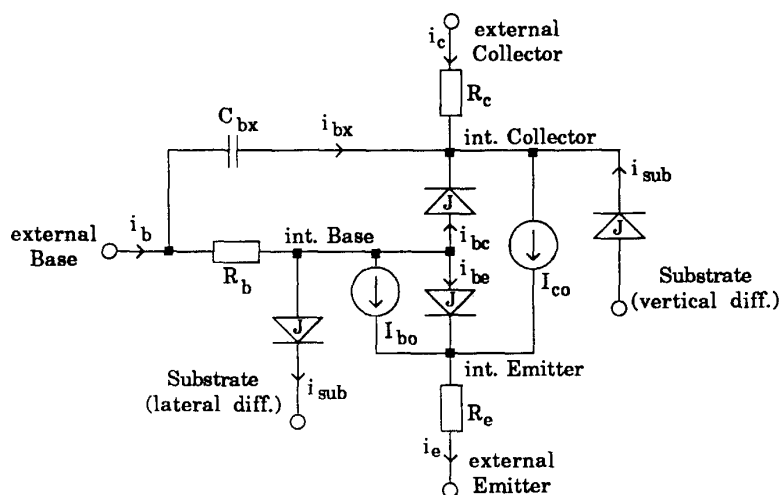 i_c
external
Collector
R_c
C_bx
i_bx
int. Collector
i_sub
J
J
i_b
int. Base
i_bc
external
Base
R_b
i_be
I_co
Substrate
(vertical diff.)
J
J
I_bo
int. Emitter
Substrate
(lateral diff.)
i_sub
R_e
i_e
external
Emitter